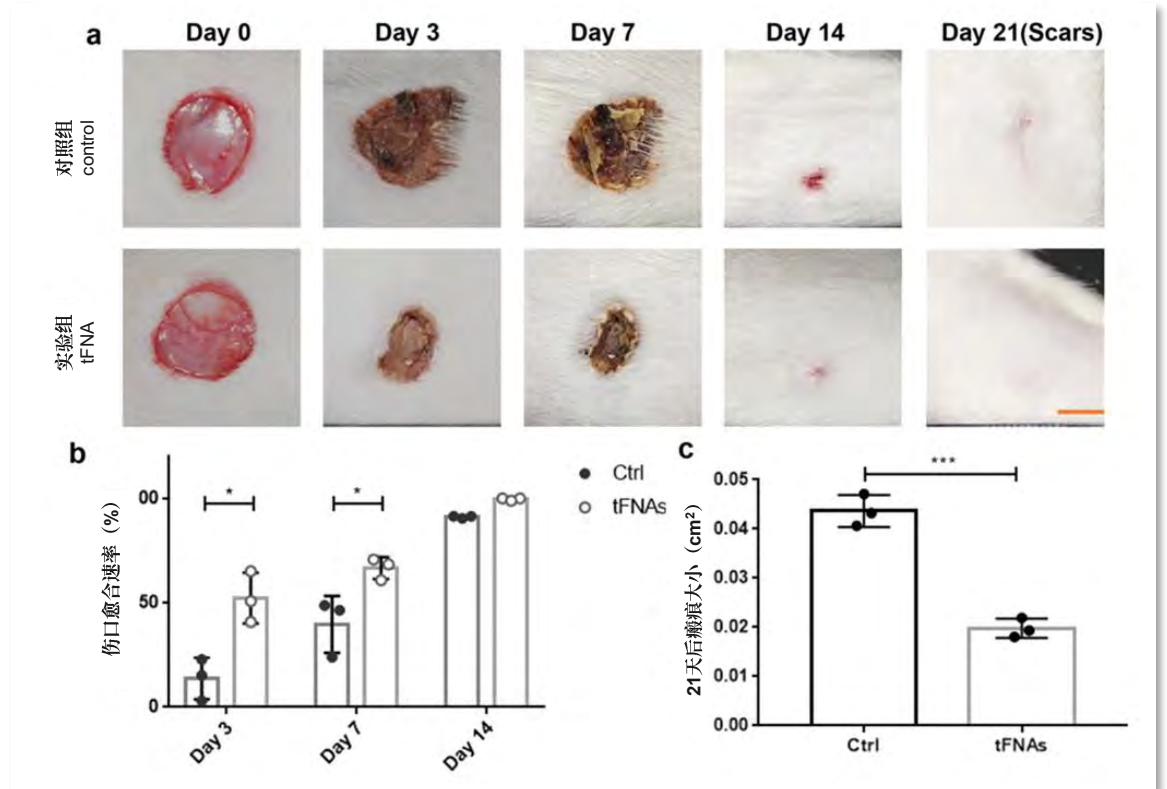 a
Day 0
Day 3
Day 7
Day 14
Day 21(Scars)
对照组
control
实验组
tFNA
b
伤口愈合速率（%）
00
50
0
*
*
Day 3
Day 7
Day 14
Ctrl
tFNAs
c
21天后瘢痕大小（cm²）
0.05
0.04
0.03
0.02
0.01
0.00
***
Ctrl
tFNAs